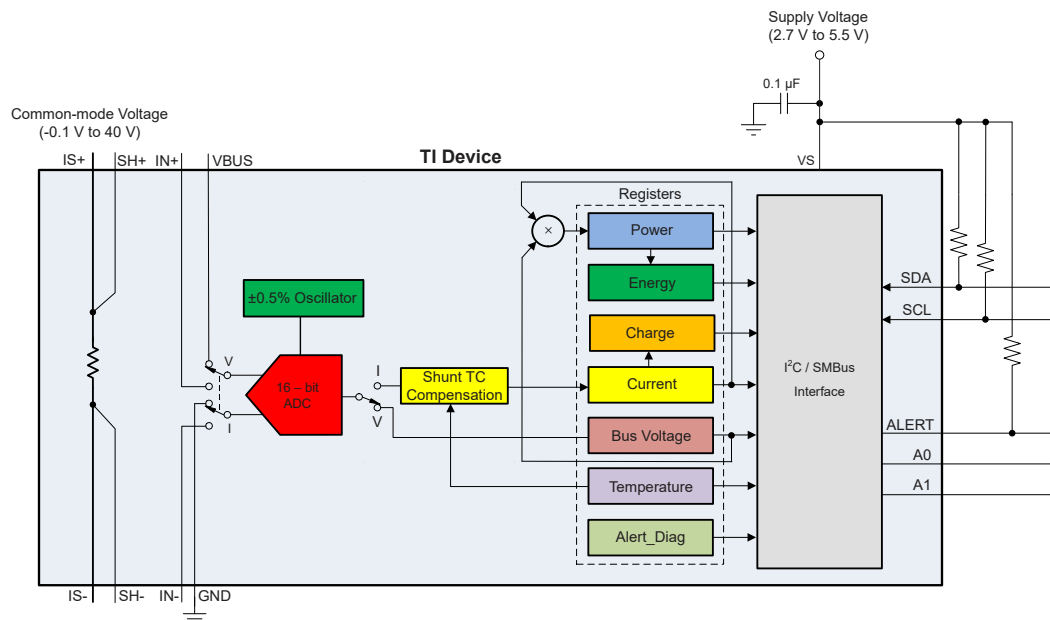 Supply Voltage
(2.7 V to 5.5 V)
0.1 µF
Common-mode Voltage
(-0.1 V to 40 V)
IS+ SH+ IN+ VBUS
TI Device
VS
Registers
×
Power
Energy
±0.5% Oscillator
SDA
SCL
Charge
V
16 – bit
ADC
I
Shunt TC
Compensation
Current
I²C / SMBus
Interface
I
V
Bus Voltage
ALERT
A0
Temperature
A1
Alert_Diag
IS- SH- IN- GND